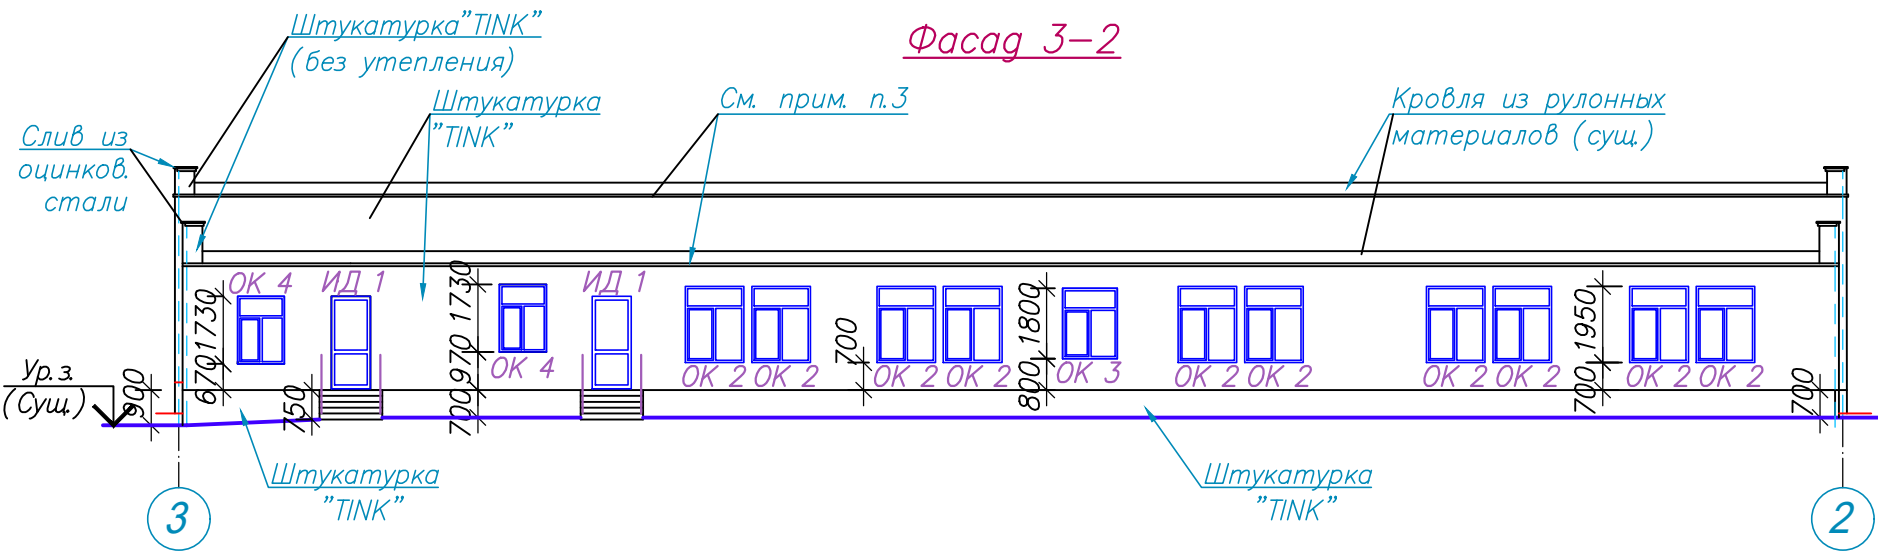 Фасад 3-2
Штукатурка"TINK"
(без утепления)
Штукатурка
"TINK"
См. прим. п.3
Кровля из рулонных
материалов (сущ.)
Слив из
оцинков.
стали
ОК 4
ИД 1
ИД 1
1730
670
1730
970
ОК 4
700
750
900
Ур.з.
(Сущ.)
ОК 2
ОК 2
700
ОК 2
ОК 2
1800
800
ОК 3
ОК 2
ОК 2
ОК 2
ОК 2
1950
700
ОК 2
ОК 2
700
Штукатурка
"TINK"
Штукатурка
"TINK"
3
2